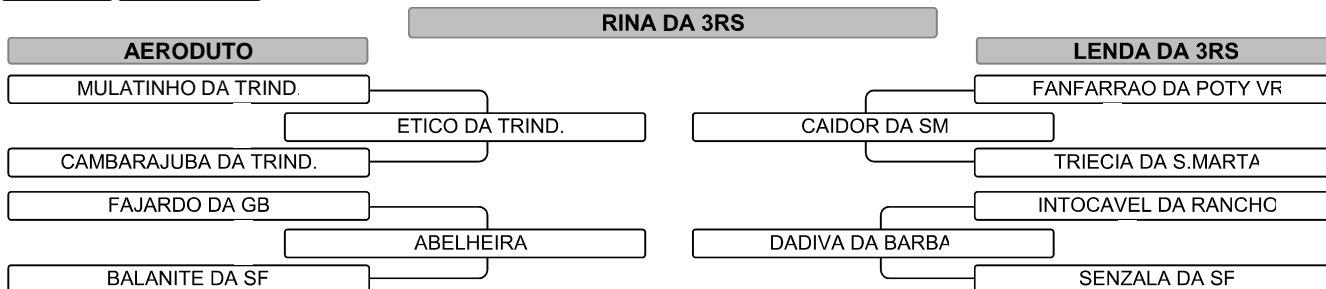 RINA DA 3RS
AERODUTO
LENDA DA 3RS
MULATINHO DA TRIND.
FANFARRAO DA POTY VR
ETICO DA TRIND.
CAIDOR DA SM
CAMBARAJUBA DA TRIND.
TRIECIA DA S.MARTA
FAJARDO DA GB
INTOCAVEL DA RANCHO
ABELHEIRA
DADIVA DA BARBA
BALANITE DA SF
SENZALA DA SF